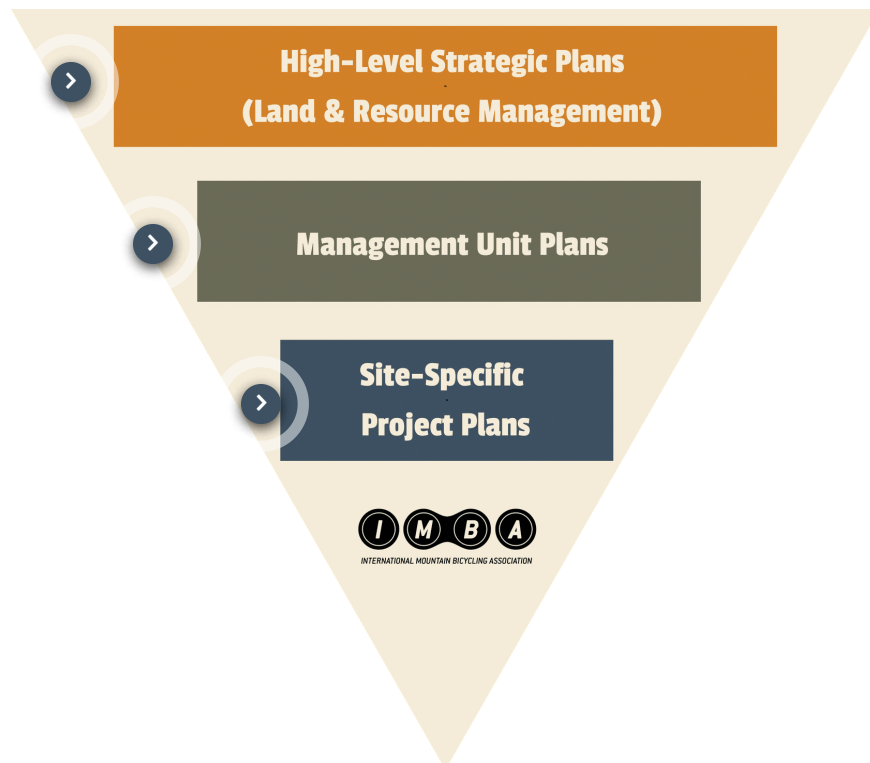 High-Level Strategic Plans
(Land & Resource Management)
Management Unit Plans
Site-Specific
Project Plans
IMBA
INTERNATIONAL MOUNTAIN BICYCLING ASSOCIATION